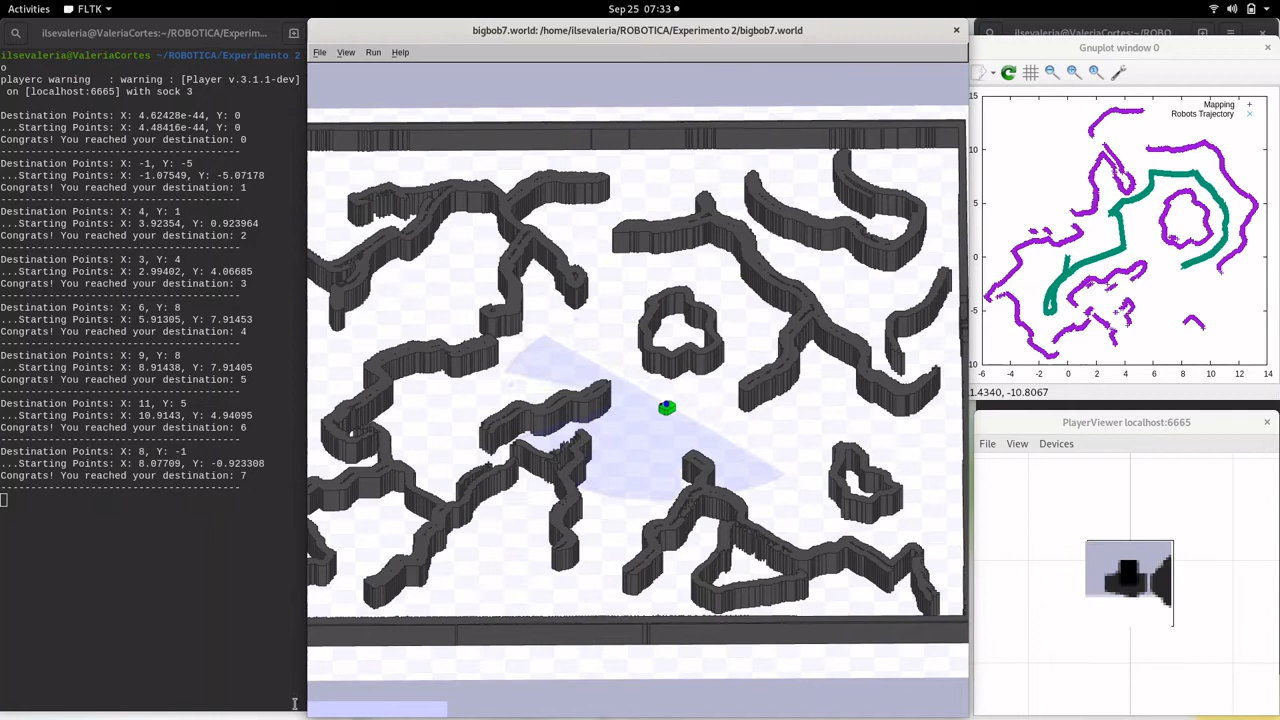 Activities
FLTK
Sep 25 07:33
ilsevaleria@ValeriaCortes:~/ROBOTICA/Experim...
ilsevaleria@ValeriaCortes ~/ROBOTICA/Experimento 2
o
playerc warning   : warning : [Player v.3.1.1-dev]
on [localhost:6665] with sock 3
Destination Points: X: 4.62428e-44, Y: 0
...Starting Points: X: 4.48416e-44, Y: 0
Congrats! You reached your destination: 0
----------------------------------------
Destination Points: X: -1, Y: -5
...Starting Points: X: -1.07549, Y: -5.07178
Congrats! You reached your destination: 1
----------------------------------------
Destination Points: X: 4, Y: 1
...Starting Points: X: 3.92354, Y: 0.923964
Congrats! You reached your destination: 2
----------------------------------------
Destination Points: X: 3, Y: 4
...Starting Points: X: 2.99402, Y: 4.06685
Congrats! You reached your destination: 3
----------------------------------------
Destination Points: X: 6, Y: 8
...Starting Points: X: 5.91305, Y: 7.91453
Congrats! You reached your destination: 4
----------------------------------------
Destination Points: X: 9, Y: 8
...Starting Points: X: 8.91438, Y: 7.91405
Congrats! You reached your destination: 5
----------------------------------------
Destination Points: X: 11, Y: 5
...Starting Points: X: 10.9143, Y: 4.94095
Congrats! You reached your destination: 6
----------------------------------------
Destination Points: X: 8, Y: -1
...Starting Points: X: 8.07709, Y: -0.923308
Congrats! You reached your destination: 7
----------------------------------------
bigbob7.world: /home/ilsevaleria/ROBOTICA/Experimento 2/bigbob7.world
File View Run Help
Gnuplot window 0
Mapping
Robots Trajectory
15
10
5
0
-5
10
-6 -4 -2 0 2 4 6 8 10 12 14
1.4340, -10.8067
PlayerViewer localhost:6665
File View Devices